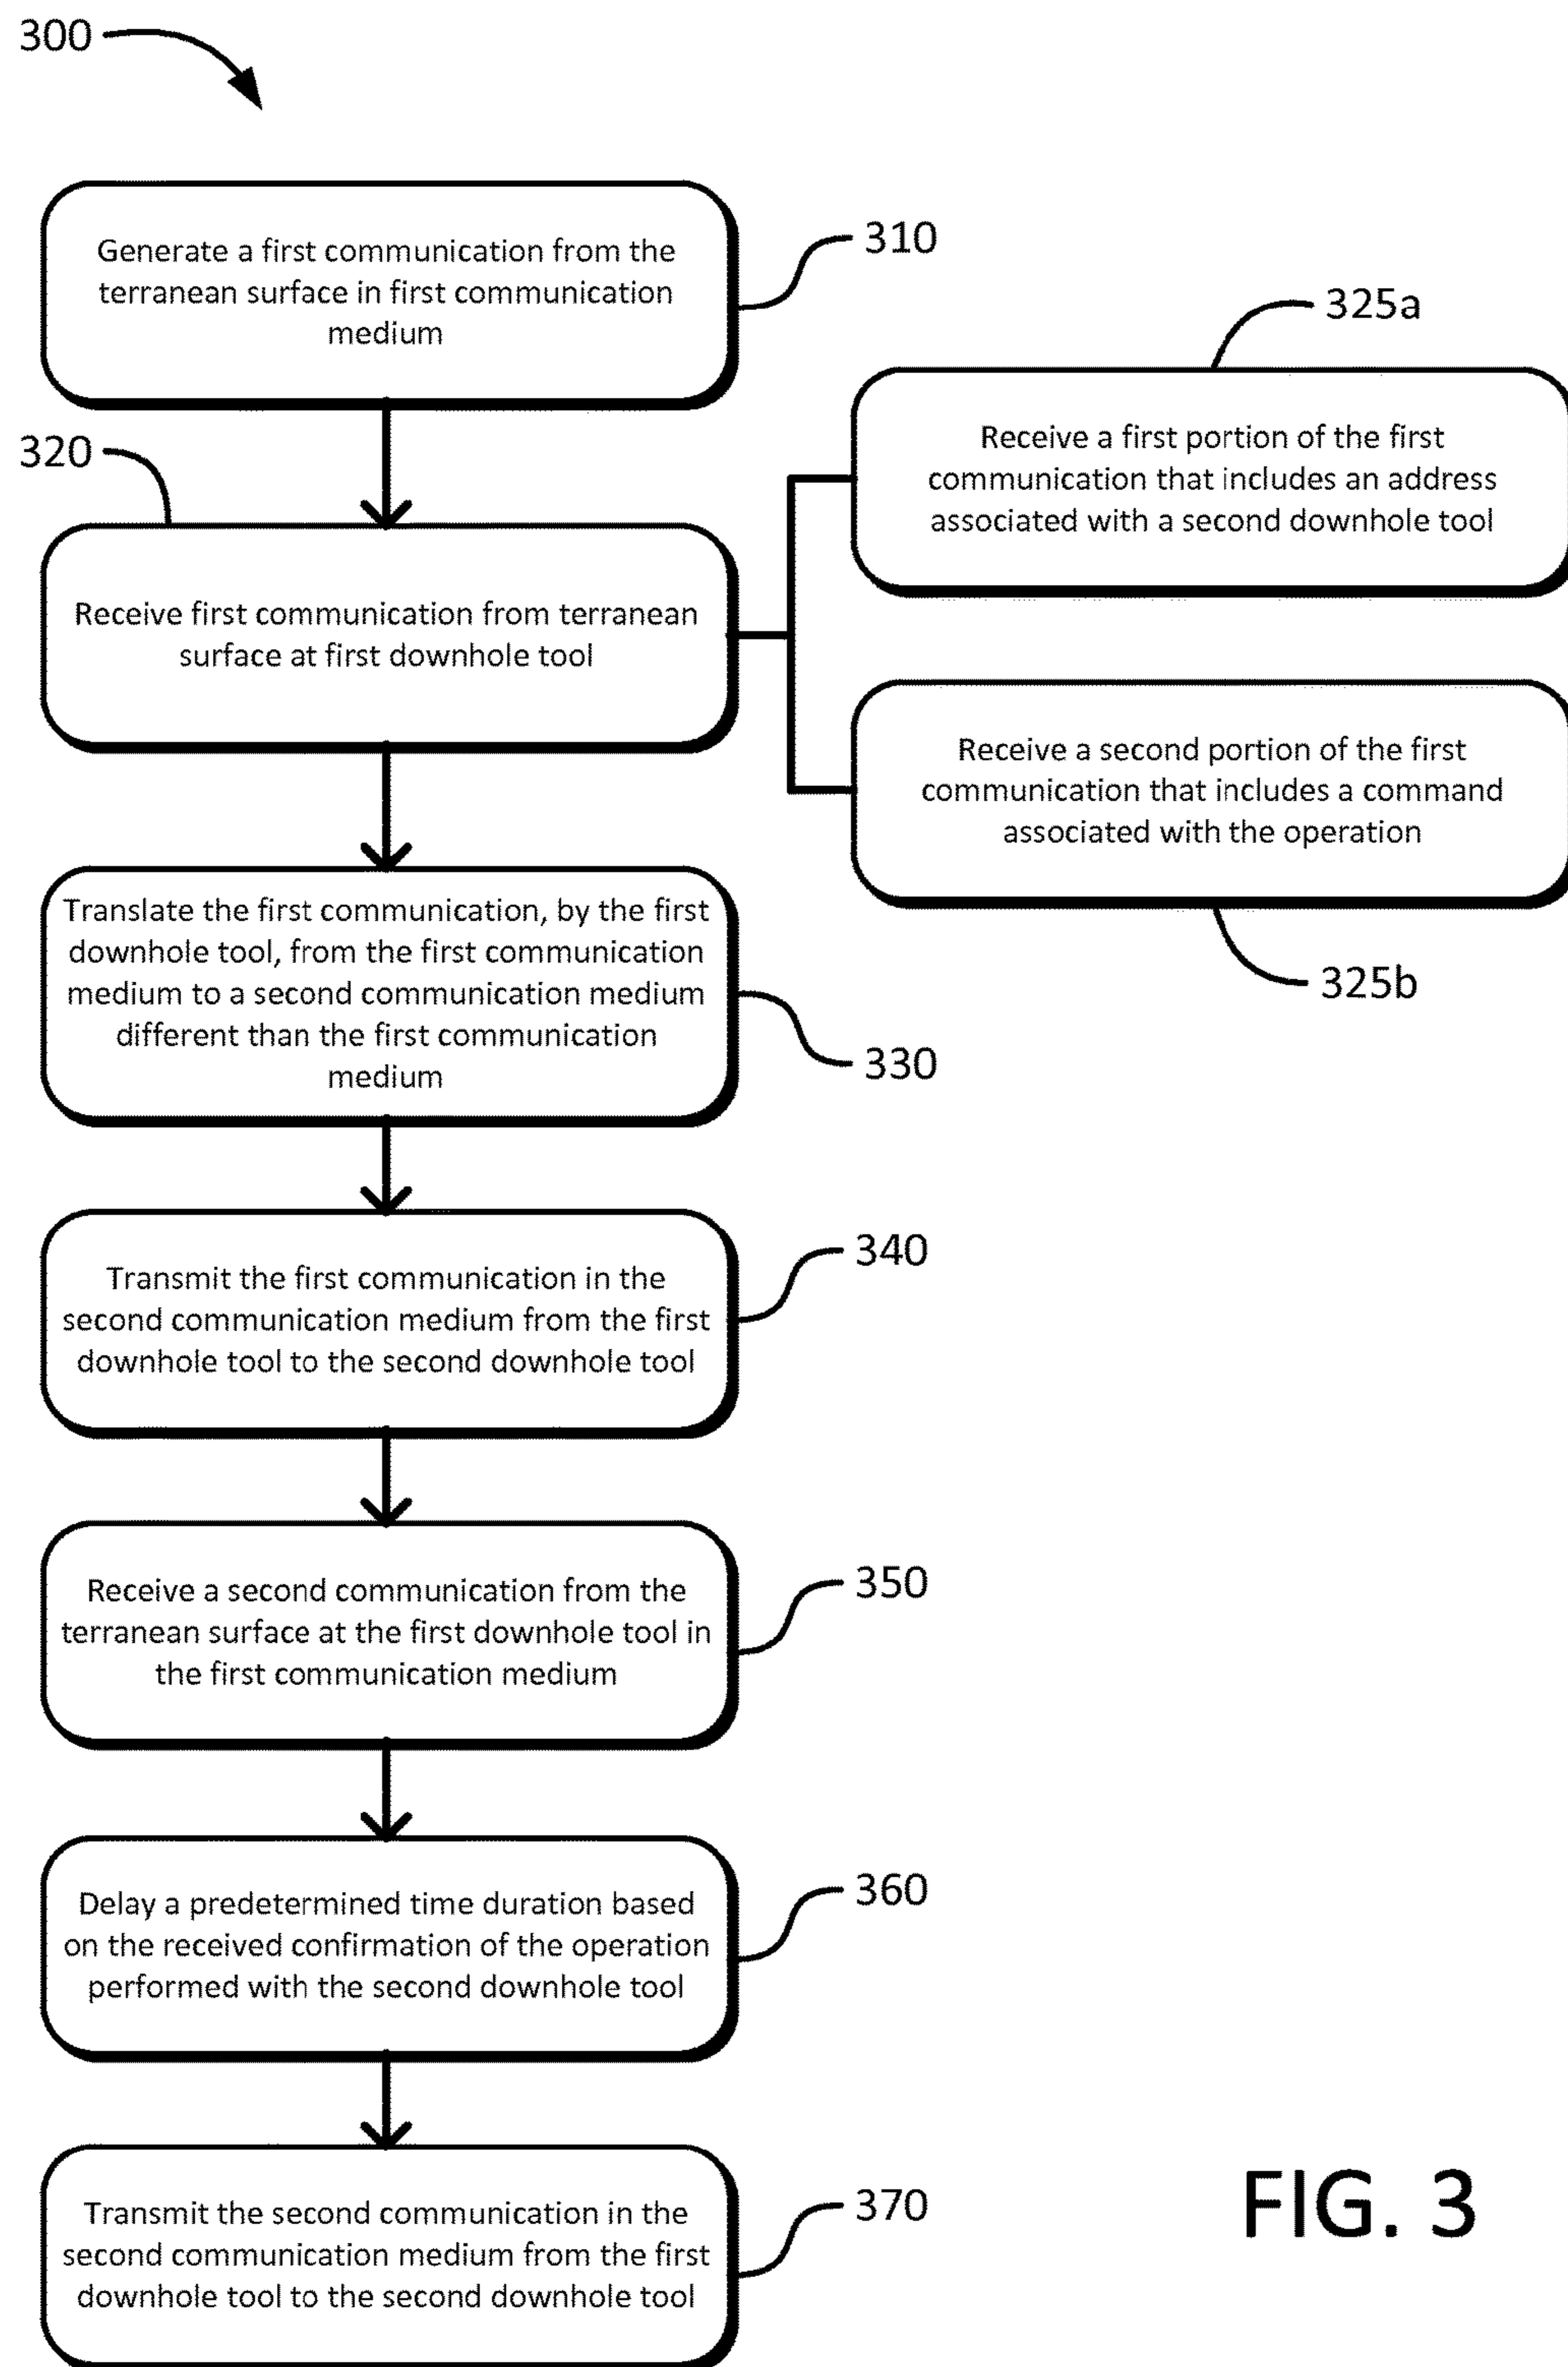 300
Generate a first communication from the
terranean surface in first communication
medium
310
320
Receive first communication from terranean
surface at first downhole tool
325a
Receive a first portion of the first
communication that includes an address
associated with a second downhole tool
Receive a second portion of the first
communication that includes a command
associated with the operation
325b
Translate the first communication, by the first
downhole tool, from the first communication
medium to a second communication medium
different than the first communication
medium
330
Transmit the first communication in the
second communication medium from the first
downhole tool to the second downhole tool
340
Receive a second communication from the
terranean surface at the first downhole tool in
the first communication medium
350
Delay a predetermined time duration based
on the received confirmation of the operation
performed with the second downhole tool
360
Transmit the second communication in the
second communication medium from the first
downhole tool to the second downhole tool
370
FIG. 3